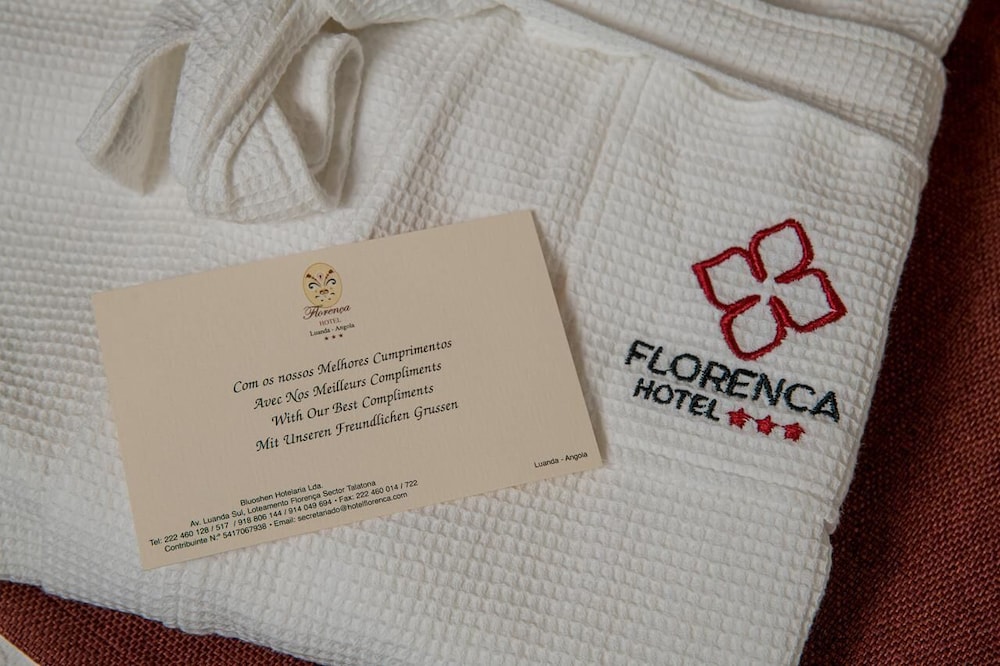 Florença
HOTEL
Luanda - Angola
Com os nossos Melhores Cumprimentos
Avec Nos Meilleurs Compliments
With Our Best Compliments
Mit Unseren Freundlichen Grussen
Luanda - Angola
Bluoshen Hotelaria Lda.
Av. Luanda Sul, Loteamento Florença Sector Talatona
Tel: 222 460 128 / 517 / 918 806 144 / 914 049 694 • Fax: 222 460 014 / 722
Contribuinte N.º 5417067936 • Email: secretariado@hotelflorenca.com
FLORENCA
HOTEL